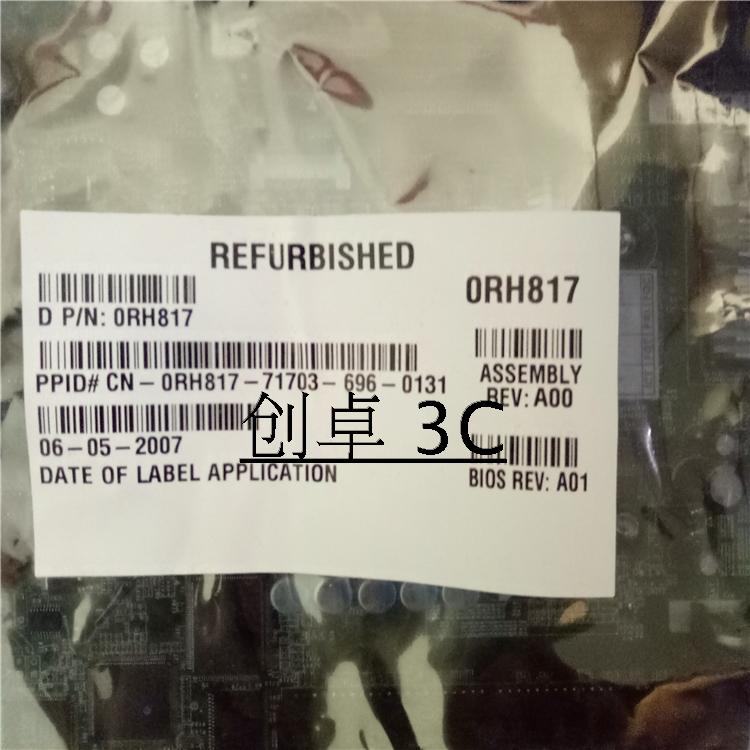 REFURBISHED
0RH817
D P/N: 0RH817
PPID# CN-0RH817-71703-696-0131
ASSEMBLY
REV: A00
创卓 3C
06-05-2007
DATE OF LABEL APPLICATION
BIOS REV: A01